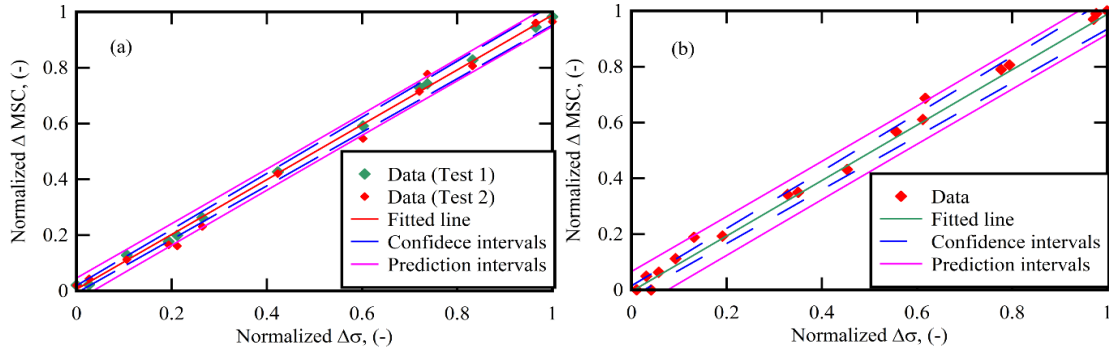 (a)
Normalized Δ MSC, (-)
1
0.8
0.6
0.4
0.2
0
0 0.2 0.4 0.6 0.8 1
Normalized Δσ, (-)
Data (Test 1)
Data (Test 2)
Fitted line
Confidece intervals
Prediction intervals
(b)
Normalized Δ MSC, (-)
1
0.8
0.6
0.4
0.2
0
0 0.2 0.4 0.6 0.8 1
Normalized Δσ, (-)
Data
Fitted line
Confidence intervals
Prediction intervals